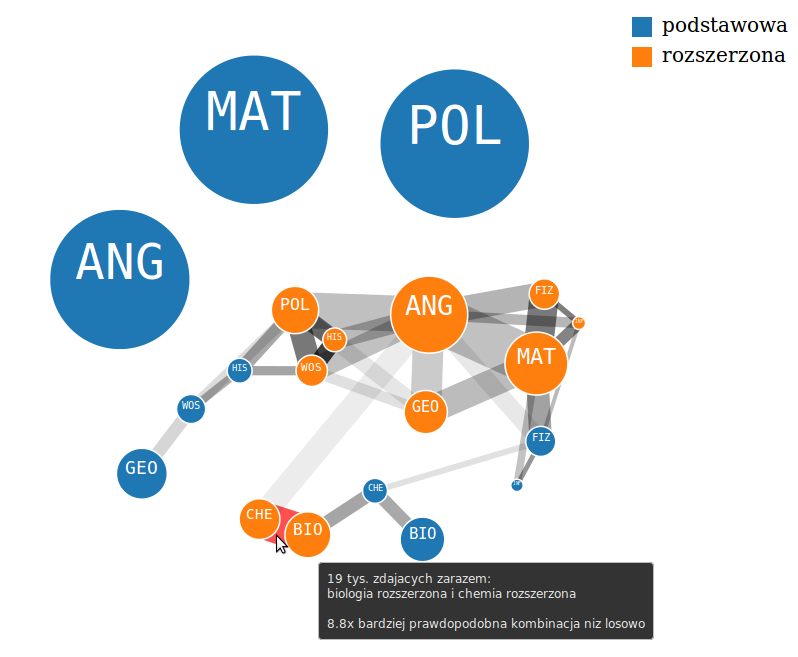 podstawowa
rozszerzona
MAT
POL
ANG
POL
ANG
FIZ
HIS
MAT
HIS
WOS
WOS
GEO
GEO
FIZ
CHE
CHE
BIO
BIO
19 tys. zdajacych zarazem:
biologia rozszerzona i chemia rozszerzona
8.8x bardziej prawdopodobna kombinacja niz losowo